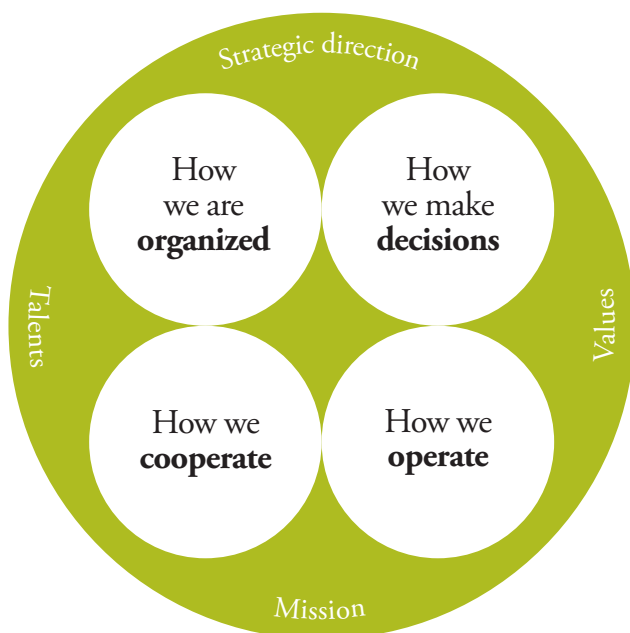 Strategic direction
How
we are
organized
How
we make
decisions
Talents
Values
How we
cooperate
How we
operate
Mission